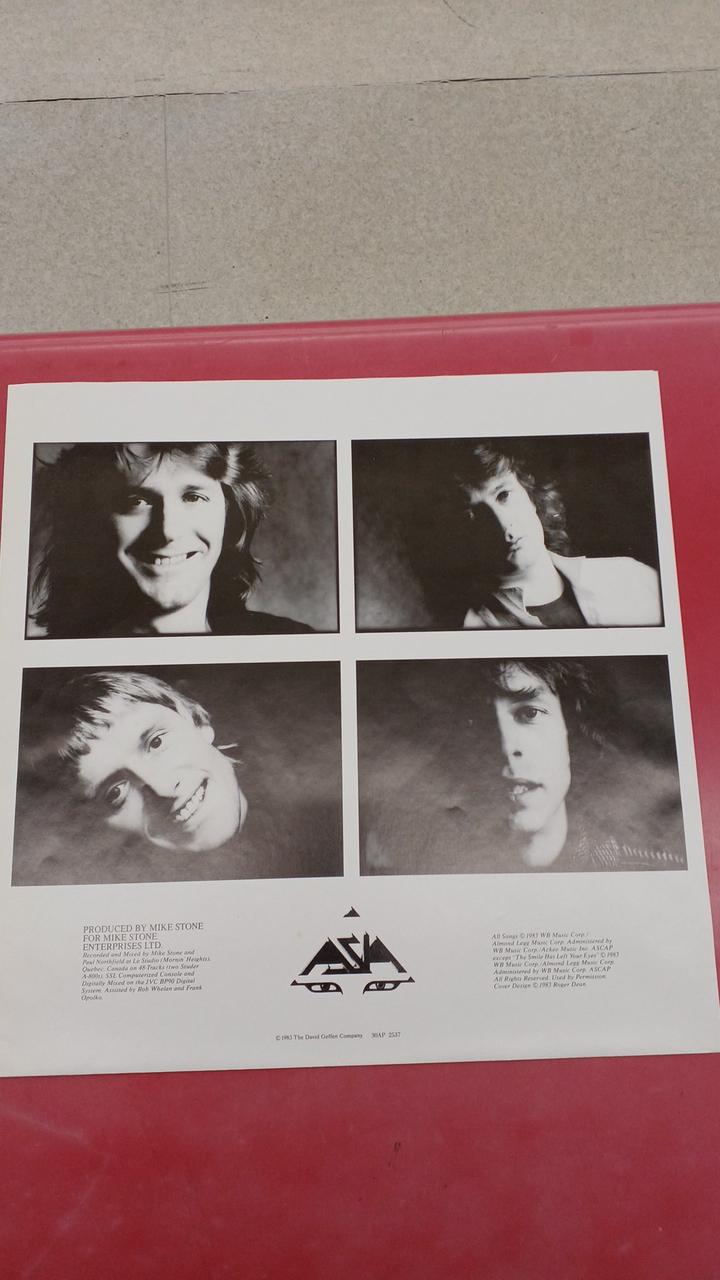 PRODUCED BY MIKE STONE
FOR MIKE STONE
ENTERPRISES LTD.
Recorded and Mixed by Mike Stone and
Paul Northfield at Le Studio (Morin Heights),
Quebec, Canada on 48-Tracks (two Studer
A-800s), SSL Computerized Console and
Digitally Mixed on the JVC BP90 Digital
System. Assisted by Rob Whelan and Frank
Opolko.
ASIA
All Songs © 1983 WB Music Corp./
Almond Legg Music Corp. Administered by
WB Music Corp./Ackee Music Inc. ASCAP
except "The Smile Has Left Your Eyes" © 1983
WB Music Corp./Almond Legg Music Corp.
Administered by WB Music Corp. ASCAP
All Rights Reserved. Used by Permission.
Cover Design © 1983 Roger Dean.
© 1983 The David Geffen Company 30AP 2537